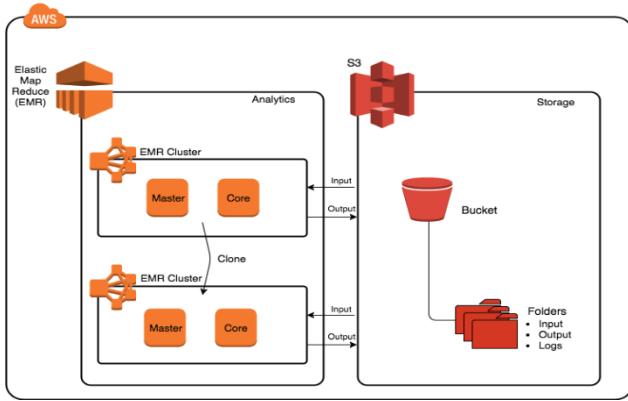 AWS
Elastic
Map
Reduce
(EMR)
Analytics
EMR Cluster
Master
Core
Clone
EMR Cluster
Master
Core
Input
Output
Input
Output
S3
Storage
Bucket
Folders
• Input
• Output
• Logs